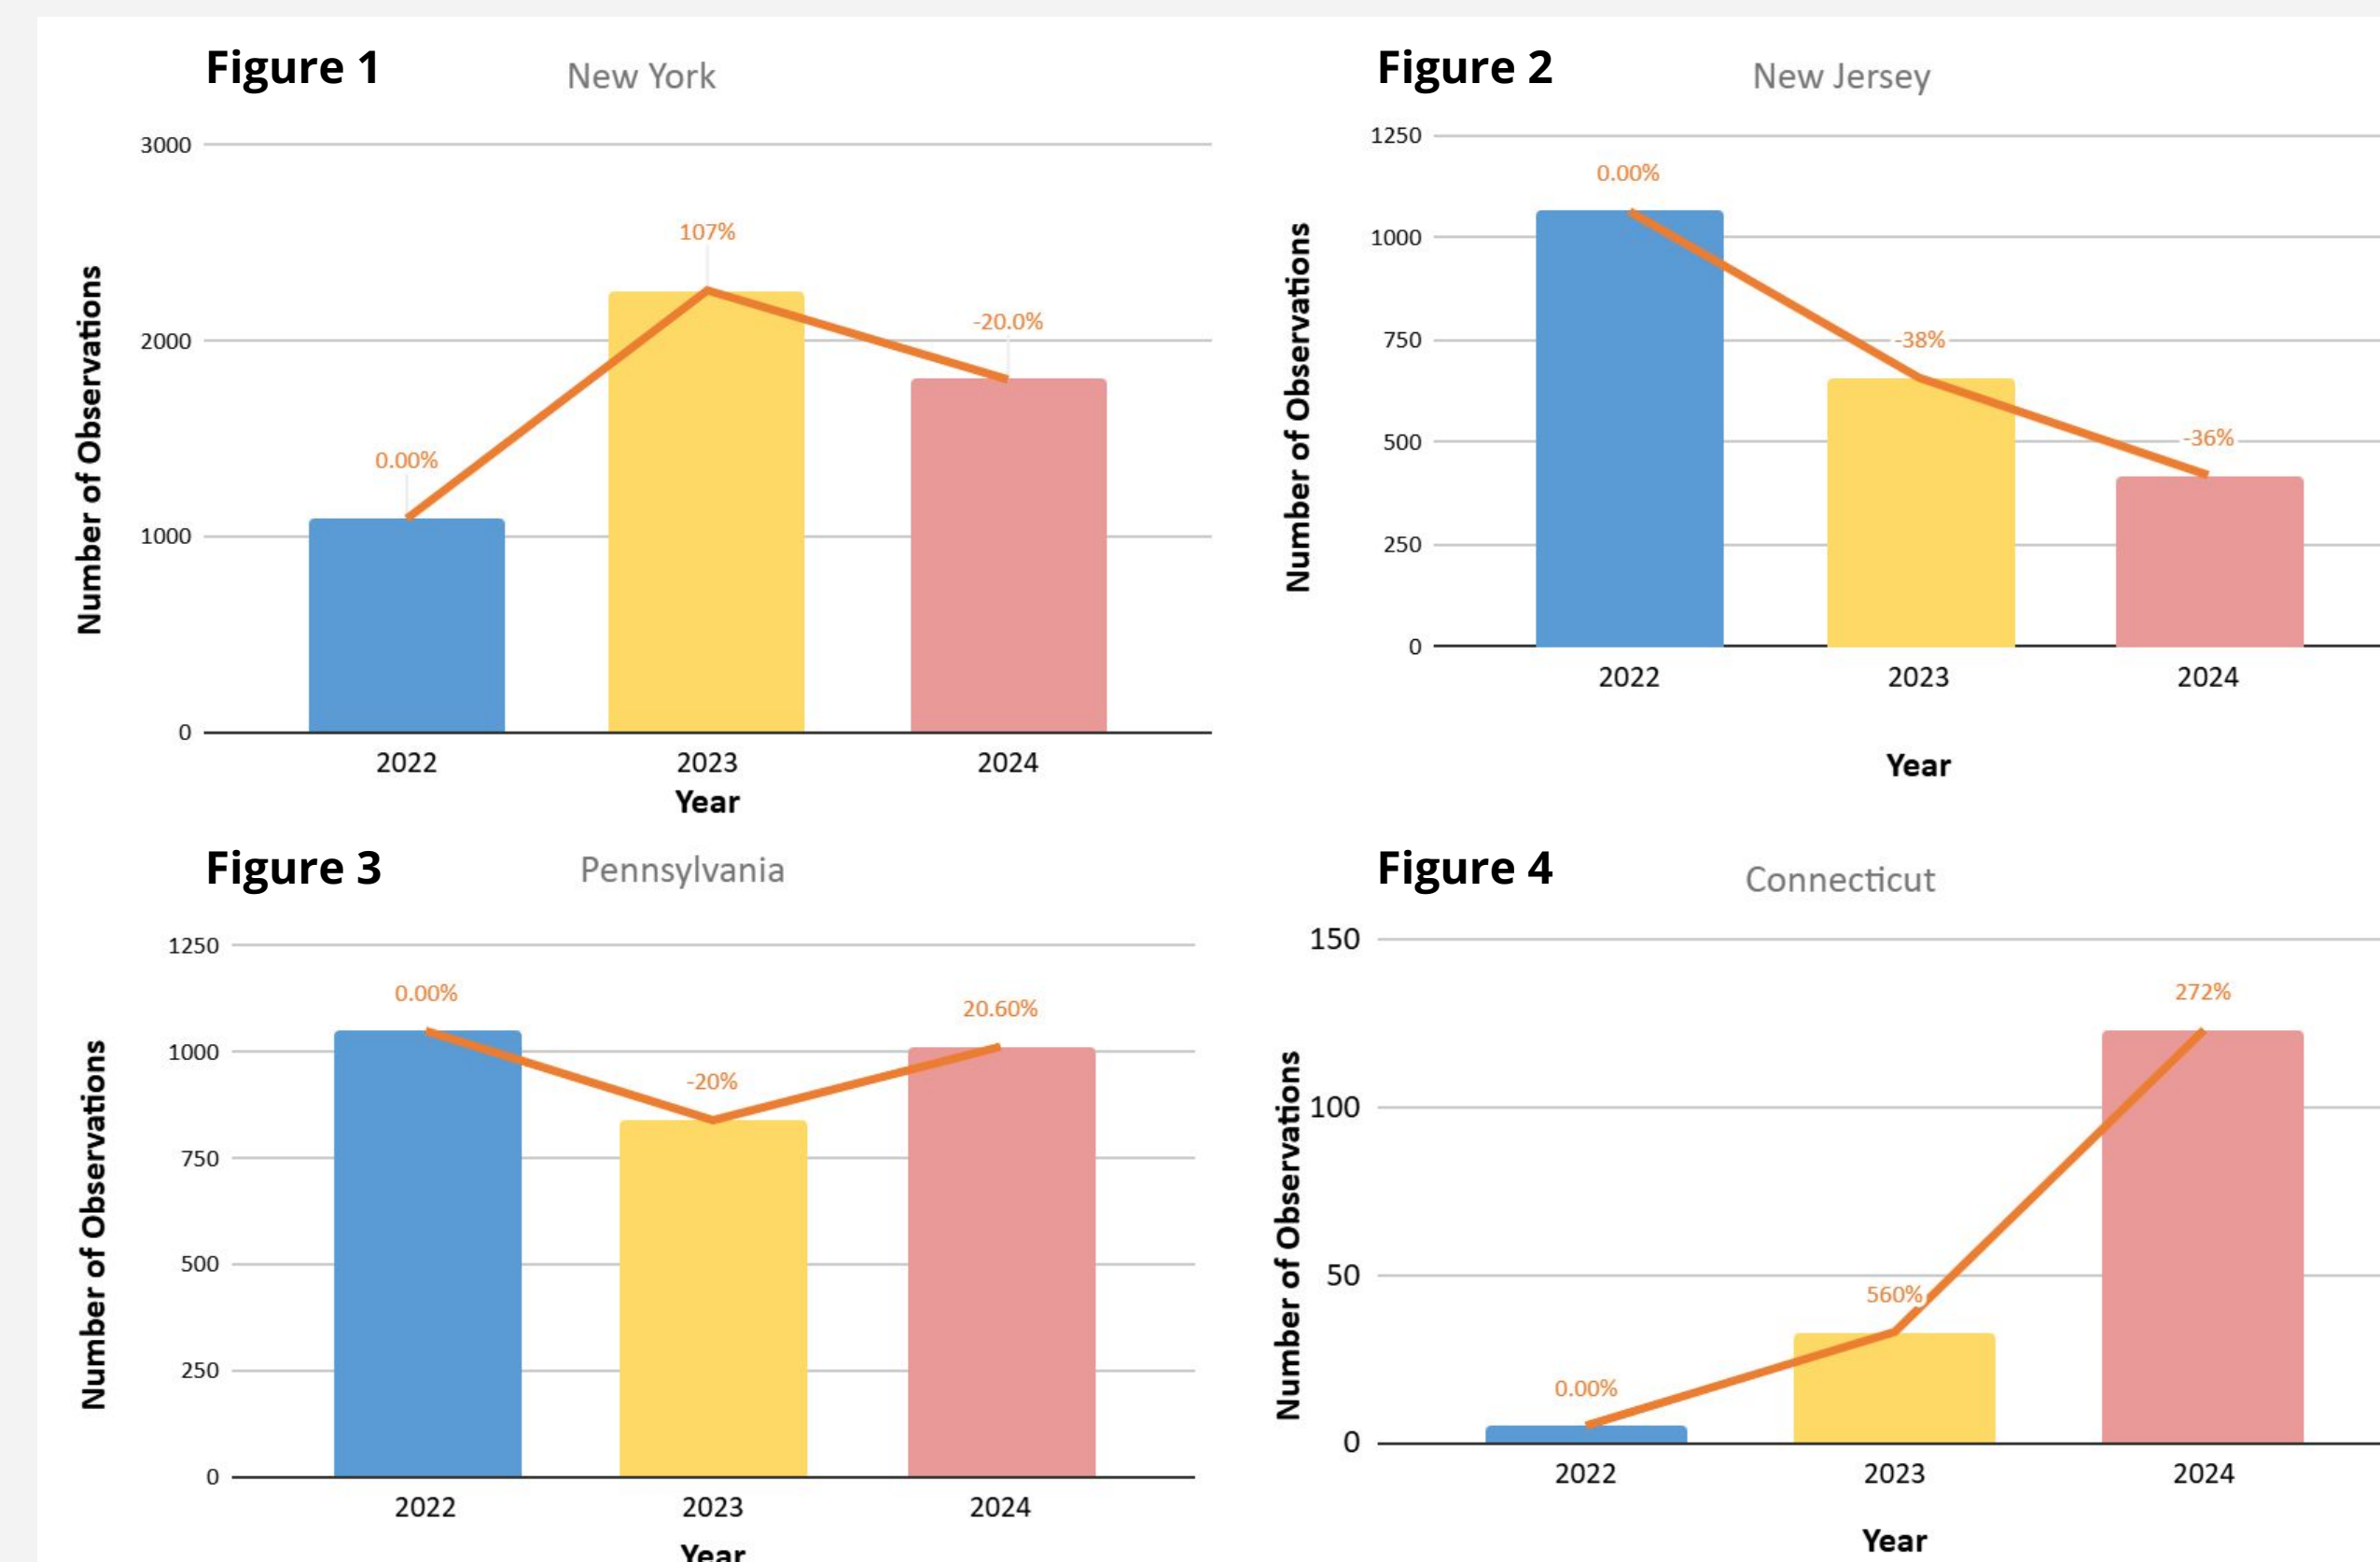 Figure 1
New York
3000
2000
1000
0
Number of Observations
0.00%
107%
-20.0%
2022
2023
2024
Year
Figure 2
New Jersey
1250
1000
750
500
250
0
Number of Observations
0.00%
-38%
-36%
2022
2023
2024
Year
Figure 3
Pennsylvania
1250
1000
750
500
250
0
Number of Observations
0.00%
-20%
20.60%
2022
2023
2024
Year
Figure 4
Connecticut
150
100
50
0
Number of Observations
0.00%
560%
272%
2022
2023
2024
Year